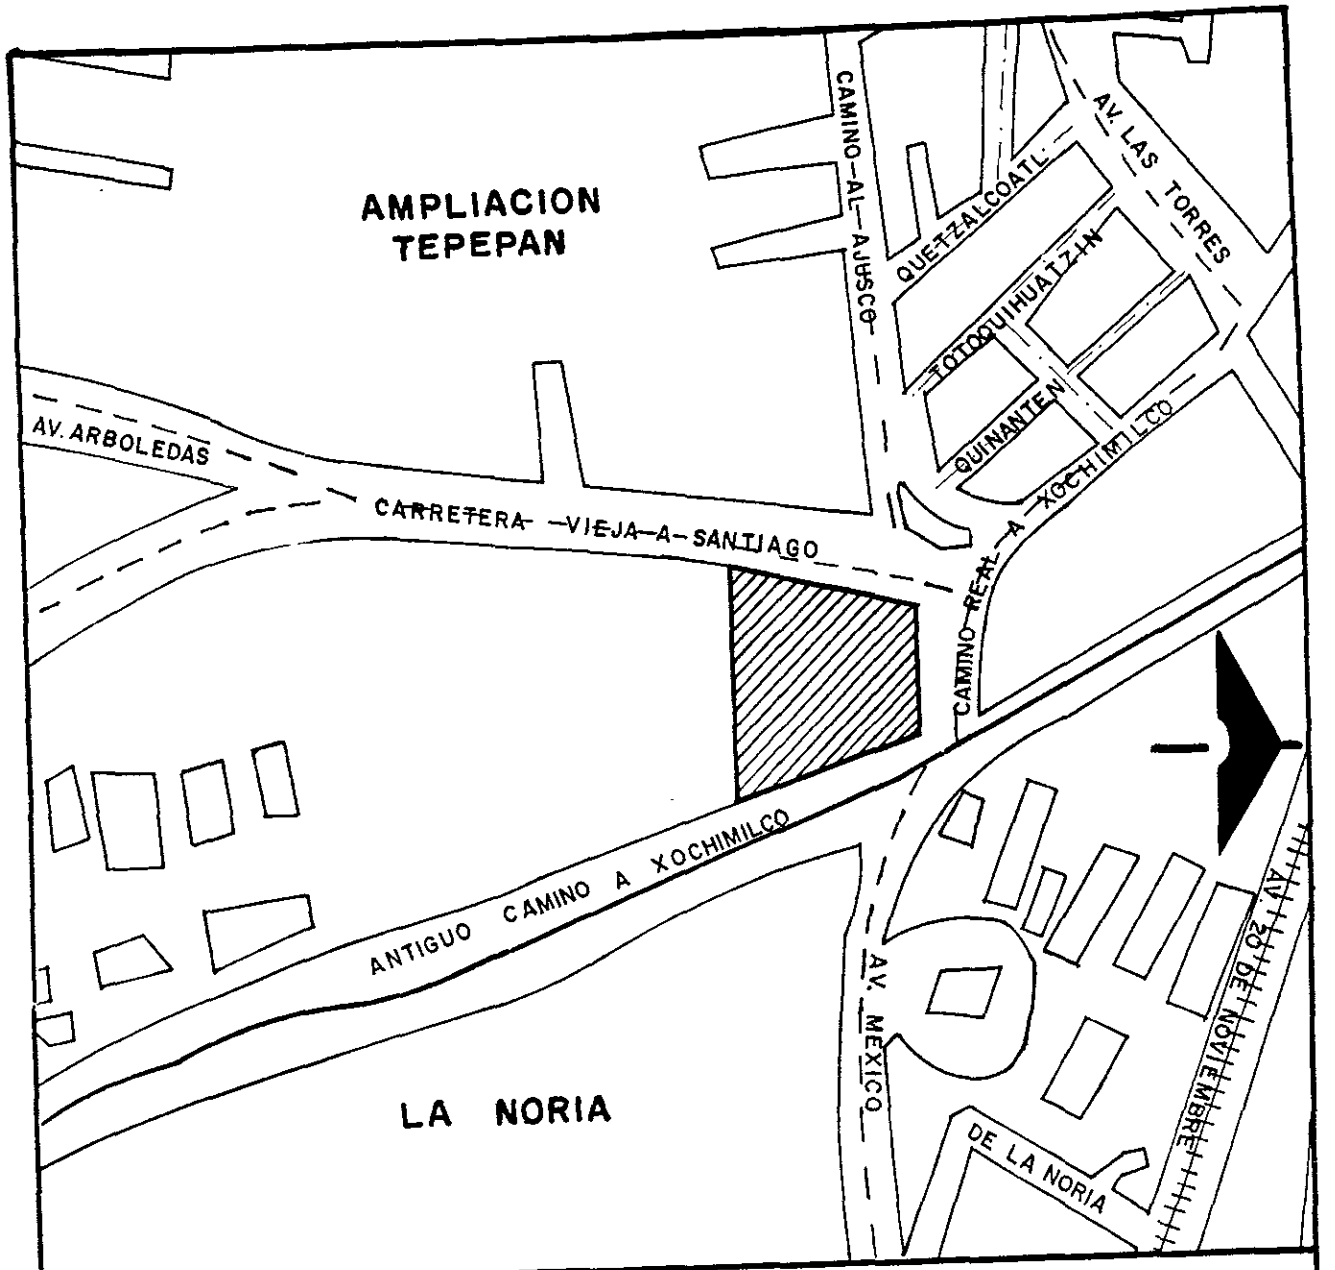 AMPLIACION
TEPEPAN
CAMINO-AL-AJUSCO
AV. LAS TORRES
QUETZALCOATL
TOTOQUIHUATZIN
QUINANTEN
CAMINO REAL A XOCHIMILCO
AV. ARBOLEDAS
CARRETERA-VIEJA-A-SANTIAGO
ANTIGUO CAMINO A XOCHIMILCO
AV. MEXICO
AV. 20 DE NOVIEMBRE
LA NORIA
DE LA NORIA